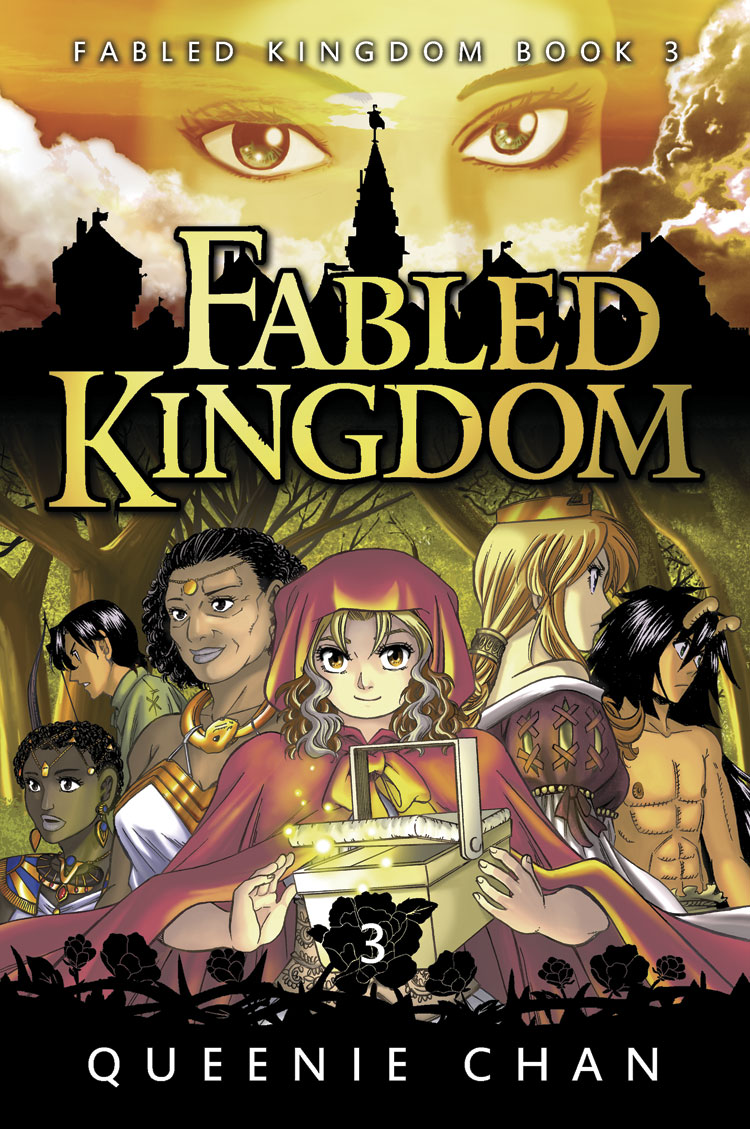 FABLED KINGDOM BOOK 3
FABLED
KINGDOM
3
QUEENIE CHAN